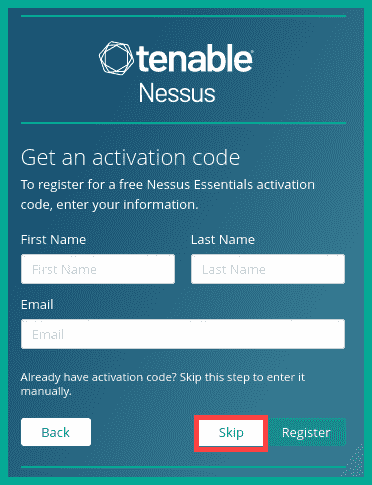 tenable
Nessus
Get an activation code
To register for a free Nessus Essentials activation
code, enter your information.
First Name Last Name
First Name Last Name
Email
Email
Already have activation code? Skip this step to enter it
manually.
Back Skip Register